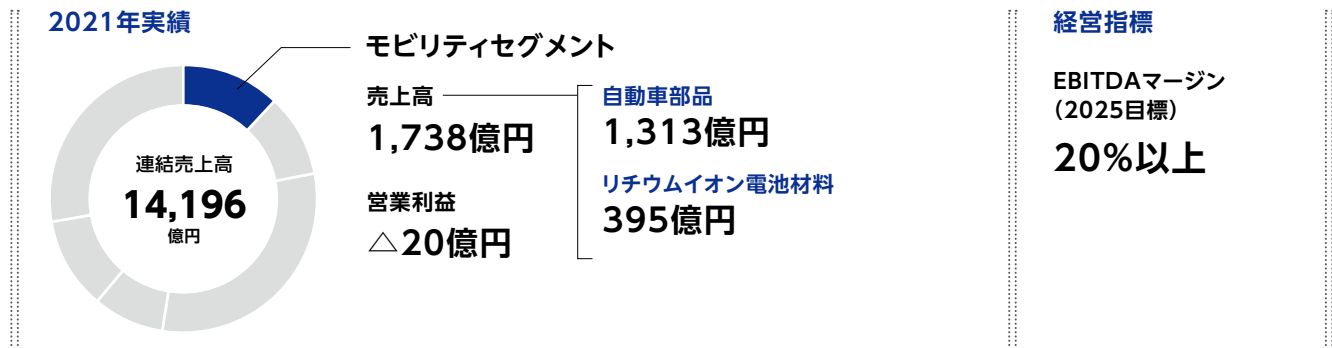 2021年実績
モビリティセグメント
売上高
1,738億円
営業利益
△20億円
自動車部品
1,313億円
リチウムイオン電池材料
395億円
連結売上高
14,196
億円
経営指標
EBITDAマージン
（2025目標）
20%以上